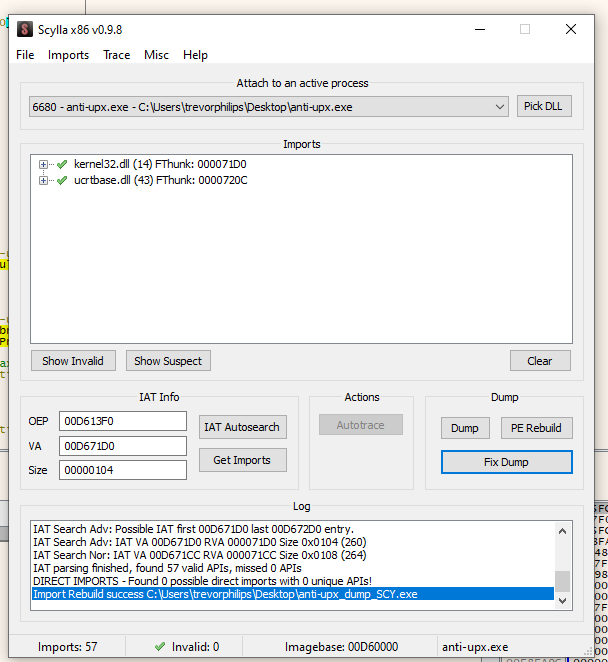 Scylla x86 v0.9.8
File Imports Trace Misc Help
Attach to an active process
6680 - anti-upx.exe - C:\Users\trevorphilips\Desktop\anti-upx.exe
Pick DLL
Imports
kernel32.dll (14) FThunk: 000071D0
ucrtbase.dll (43) FThunk: 0000720C
Show Invalid
Show Suspect
Clear
IAT Info
OEP 00D613F0
VA 00D671D0
Size 00000104
IAT Autosearch
Get Imports
Actions
Autotrace
Dump
Dump
PE Rebuild
Fix Dump
Log
IAT Search Adv: Possible IAT first 00D671D0 last 00D672D0 entry.
IAT Search Adv: IAT VA 00D671D0 RVA 000071D0 Size 0x0104 (260)
IAT Search Nor: IAT VA 00D671CC RVA 000071CC Size 0x0108 (264)
IAT parsing finished, found 57 valid APIs, missed 0 APIs
DIRECT IMPORTS - Found 0 possible direct imports with 0 unique APIs!
Import Rebuild success C:\Users\trevorphilips\Desktop\anti-upx_dump_SCY.exe
Imports: 57
Invalid: 0
Imagebase: 00D60000
anti-upx.exe